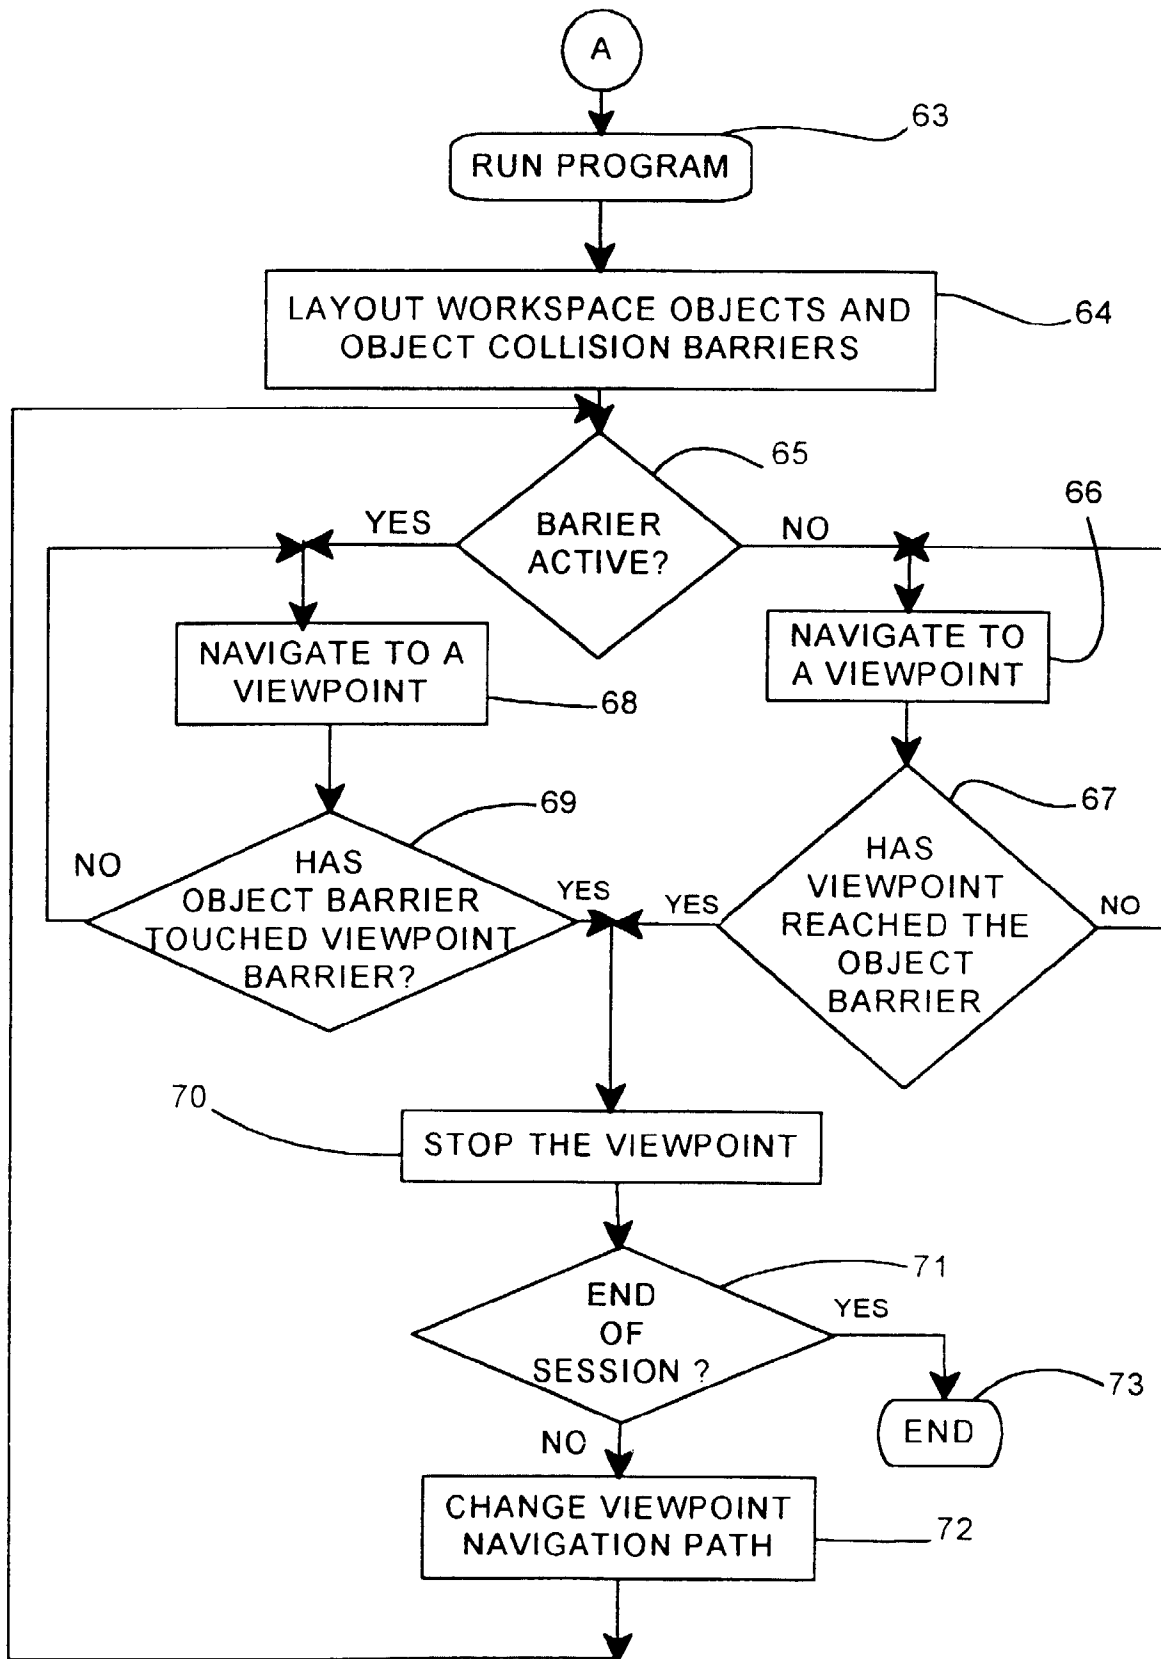 A
63
RUN PROGRAM
LAYOUT WORKSPACE OBJECTS AND
OBJECT COLLISION BARRIERS
64
65
BARIER
ACTIVE?
YES
NO
66
NAVIGATE TO A
VIEWPOINT
68
NAVIGATE TO
A VIEWPOINT
69
HAS
OBJECT BARRIER
TOUCHED VIEWPOINT
BARRIER?
NO
YES
67
HAS
VIEWPOINT
REACHED THE
OBJECT
BARRIER
YES
NO
70
STOP THE VIEWPOINT
71
END
OF
SESSION ?
YES
73
END
NO
CHANGE VIEWPOINT
NAVIGATION PATH
72